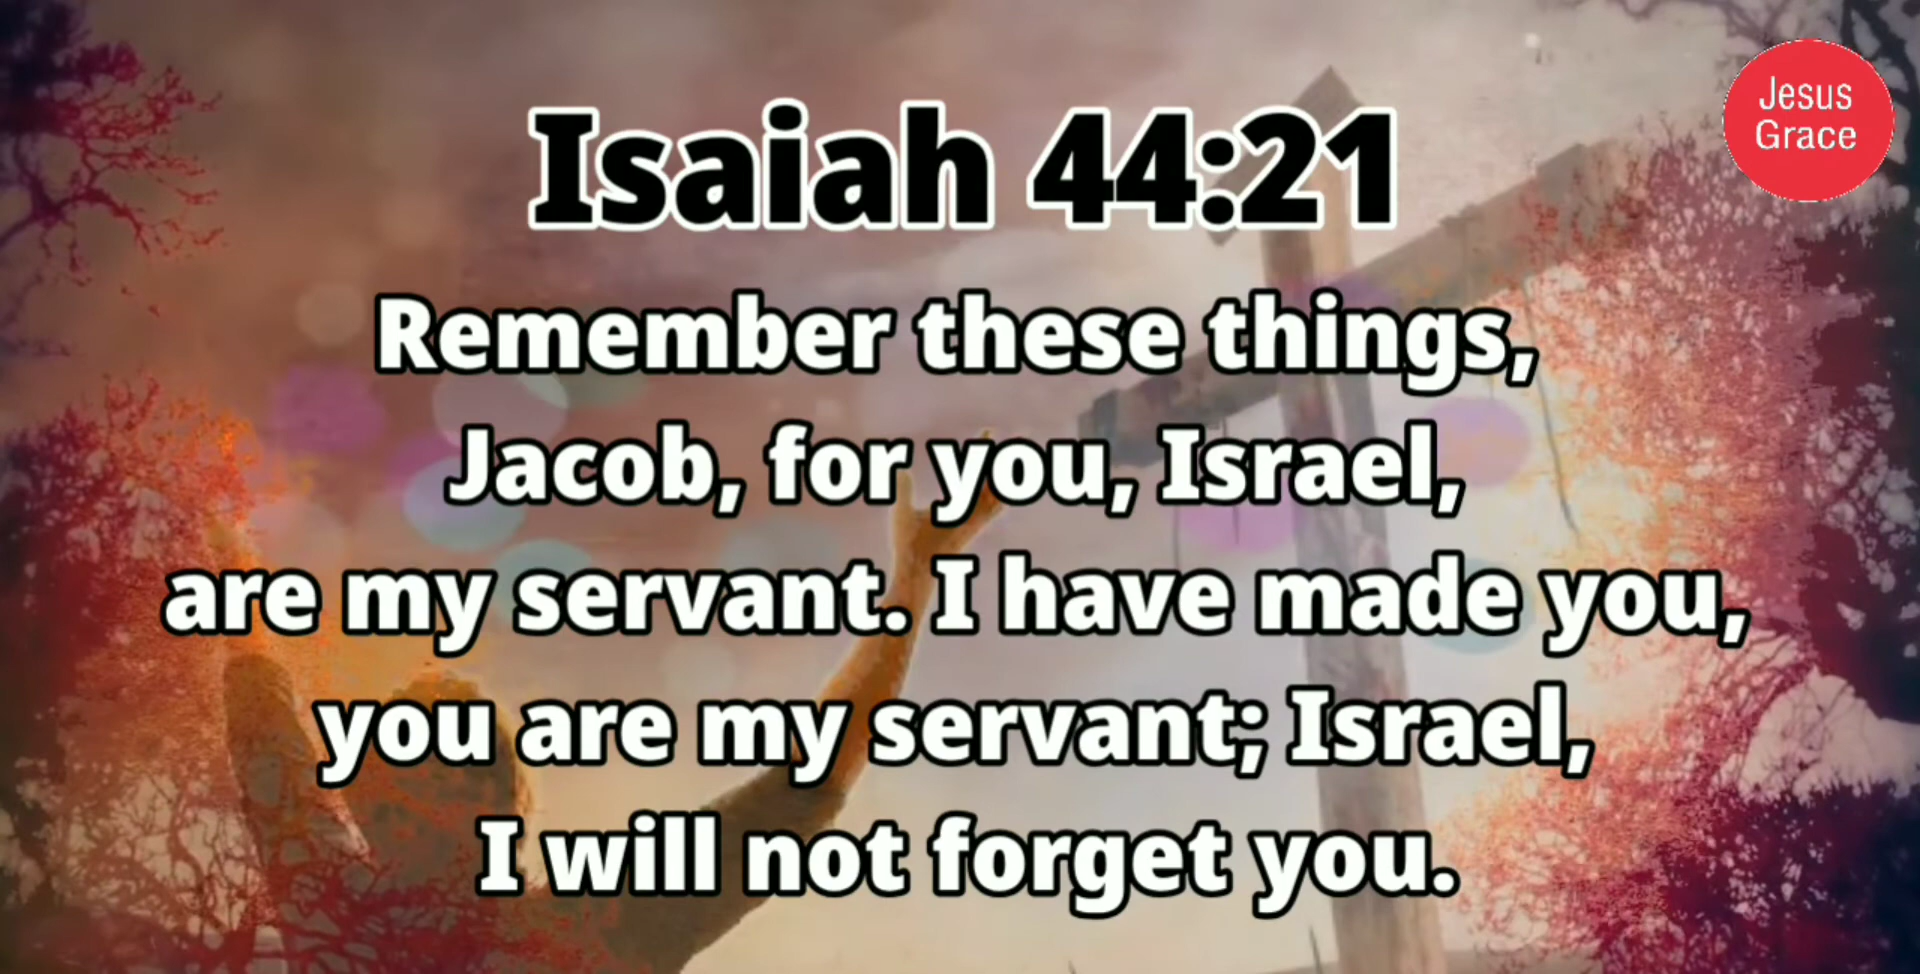 Jesus
Grace
Isaiah 44:21
Remember these things,
Jacob, for you, Israel,
are my servant. I have made you,
you are my servant; Israel,
I will not forget you.